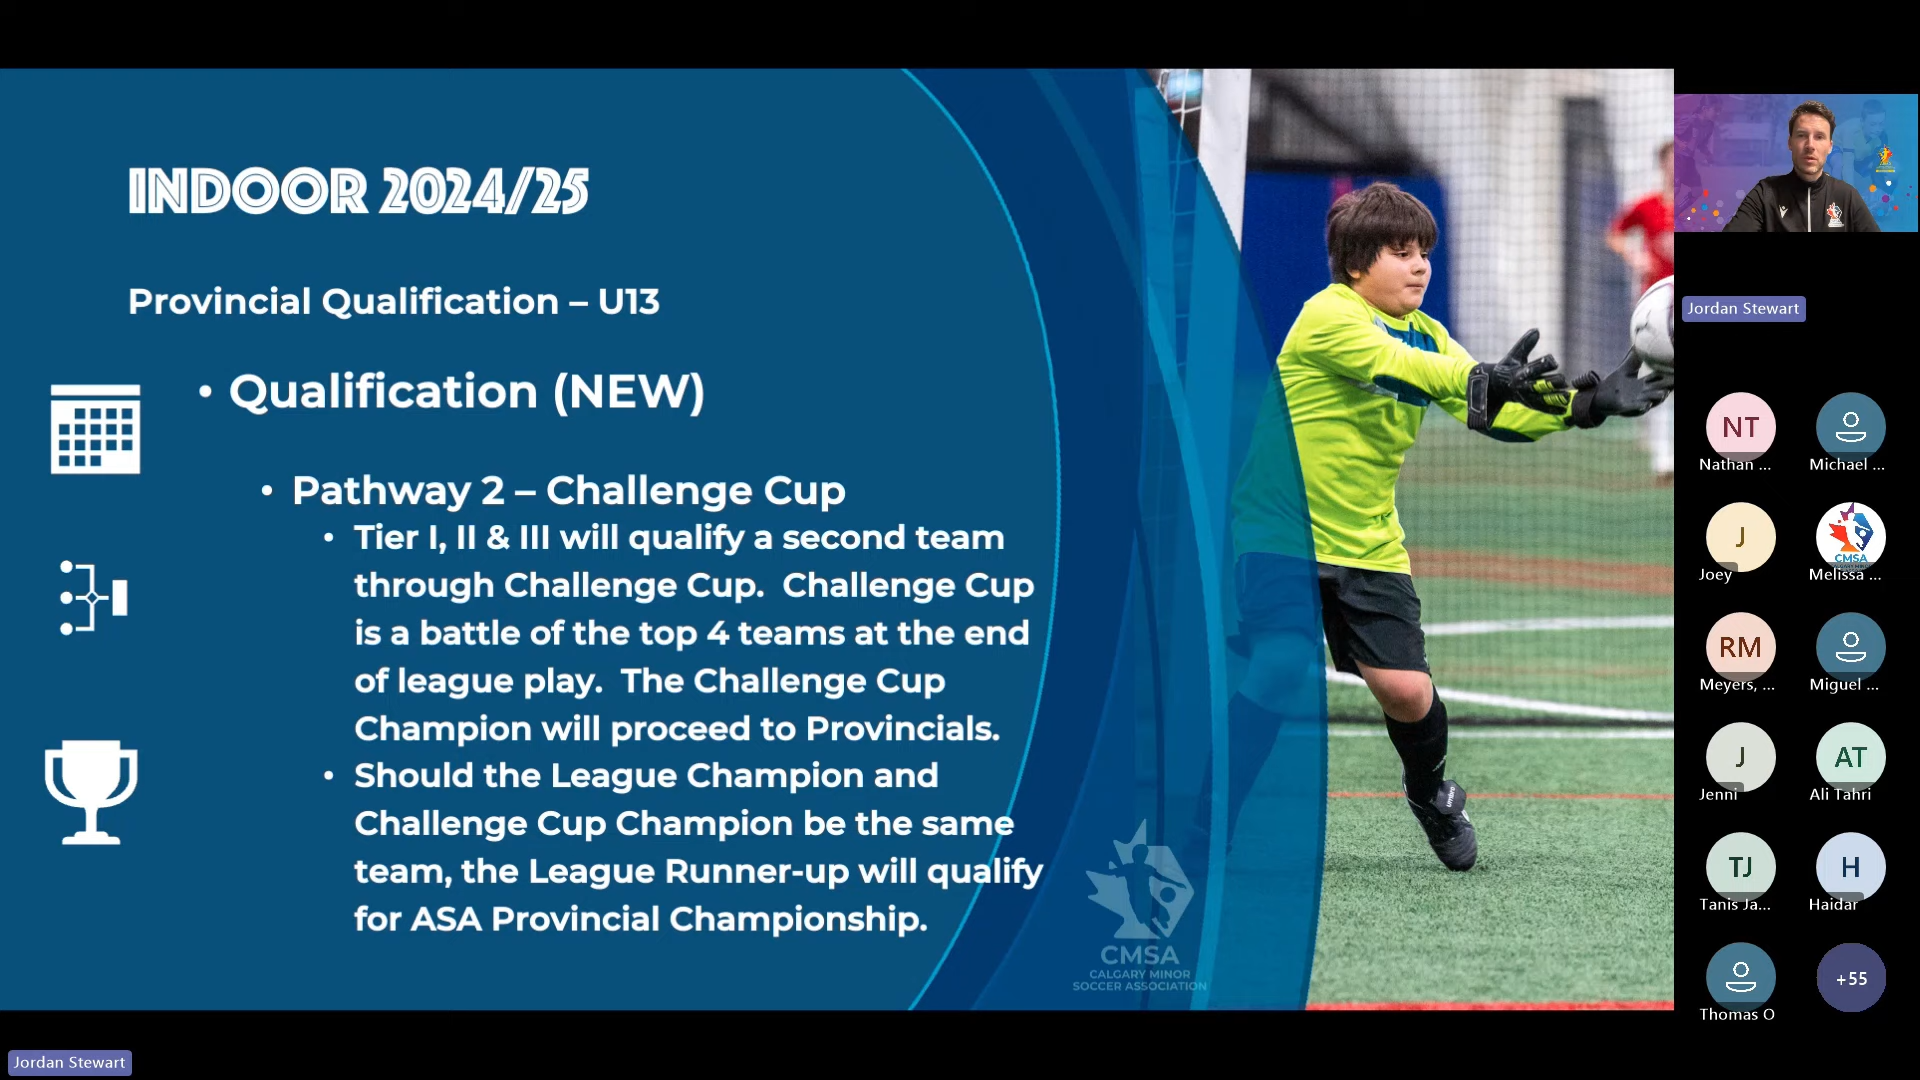 INDOOR 2024/25
Provincial Qualification – U13
• Qualification (NEW)
• Pathway 2 – Challenge Cup
• Tier I, II & III will qualify a second team
through Challenge Cup.  Challenge Cup
is a battle of the top 4 teams at the end
of league play.  The Challenge Cup
Champion will proceed to Provincials.
• Should the League Champion and
Challenge Cup Champion be the same
team, the League Runner-up will qualify
for ASA Provincial Championship.
CMSA
CALGARY MINOR
SOCCER ASSOCIATION
umbro
Jordan Stewart
NT
Nathan ...
Michael ...
J
Joey
CMSA
Melissa ...
RM
Meyers, ...
Miguel ...
J
Jenni
AT
Ali Tahri
TJ
Tanis Ja...
H
Haidar
Thomas O
+55
Jordan Stewart